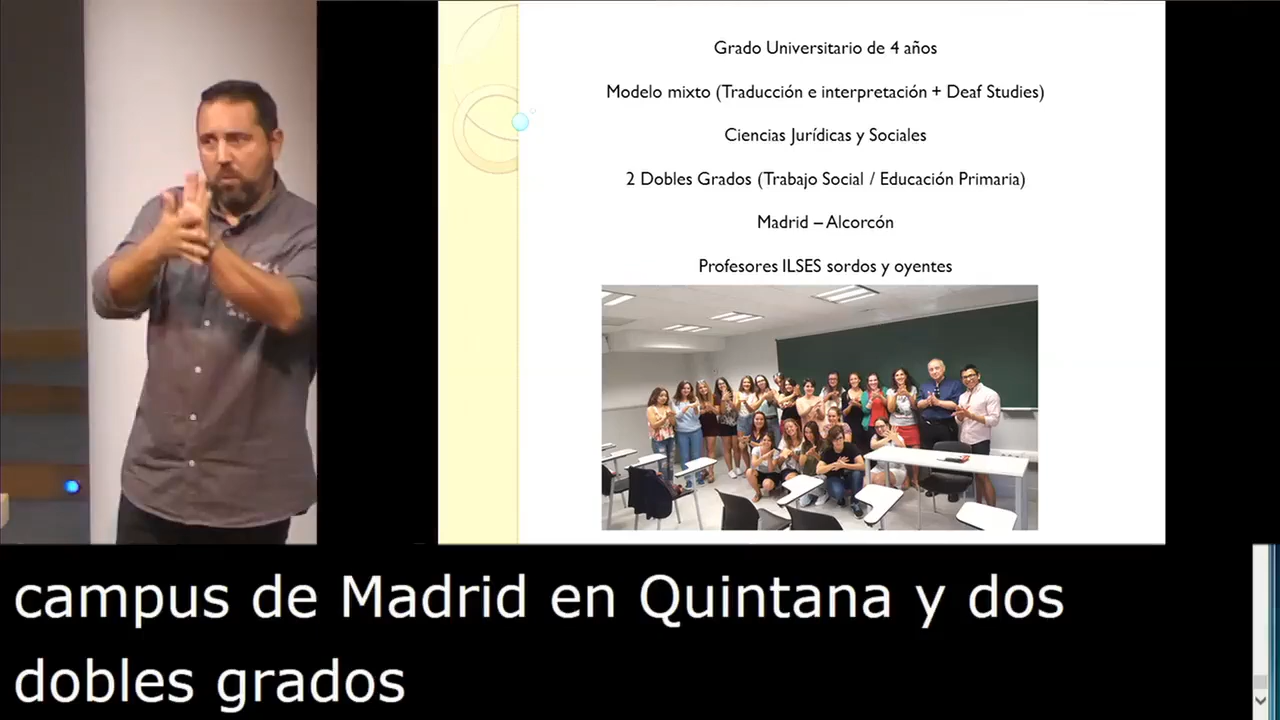 Grado Universitario de 4 años
Modelo mixto (Traducción e interpretación + Deaf Studies)
Ciencias Jurídicas y Sociales
2 Dobles Grados (Trabajo Social / Educación Primaria)
Madrid – Alcorcón
Profesores ILSES sordos y oyentes
campus de Madrid en Quintana y dos
dobles grados